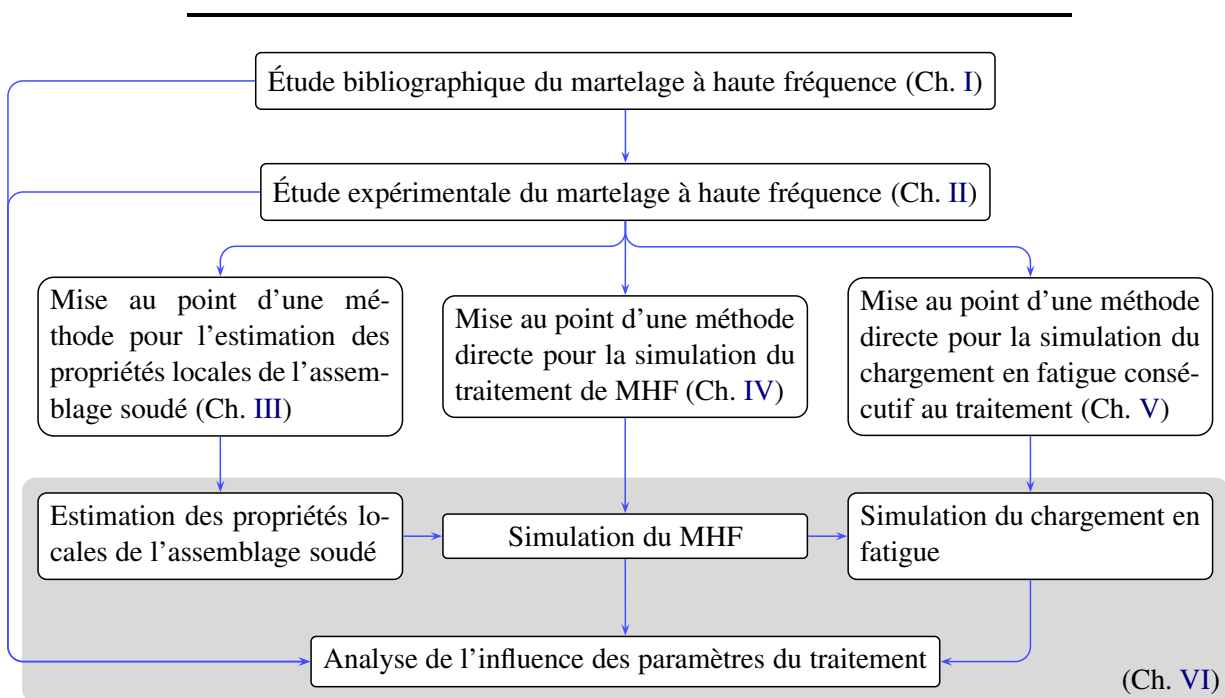 Étude bibliographique du martelage à haute fréquence (Ch. I)
Étude expérimentale du martelage à haute fréquence (Ch. II)
Mise au point d'une mé-
thode pour l'estimation des
propriétés locales de l'assem-
blage soudé (Ch. III)
Mise au point d'une méthode
directe pour la simulation du
traitement de MHF (Ch. IV)
Mise au point d'une méthode
directe pour la simulation du
chargement en fatigue consé-
cutif au traitement (Ch. V)
Estimation des propriétés lo-
cales de l'assemblage soudé
Simulation du MHF
Simulation du chargement en
fatigue
Analyse de l'influence des paramètres du traitement
(Ch. VI)